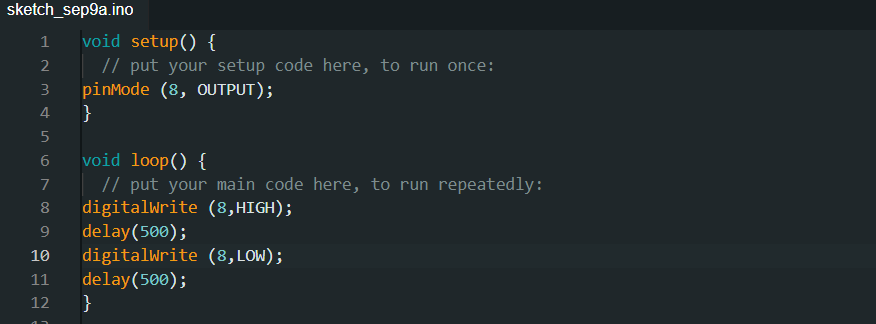 sketch_sep9a.ino
1 void setup() {
2 // put your setup code here, to run once:
3 pinMode (8, OUTPUT);
4 }
5
6 void loop() {
7 // put your main code here, to run repeatedly:
8 digitalWrite (8,HIGH);
9 delay(500);
10 digitalWrite (8,LOW);
11 delay(500);
12 }